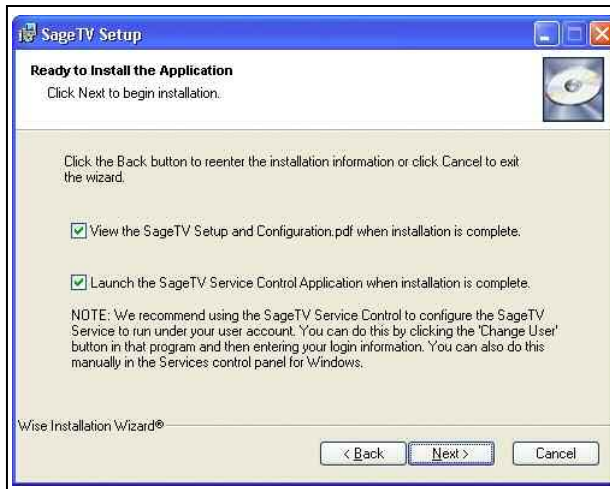 SageTV Setup
Ready to Install the Application
Click Next to begin installation.
Click the Back button to reenter the installation information or click Cancel to exit
the wizard.
View the SageTV Setup and Configuration.pdf when installation is complete.
Launch the SageTV Service Control Application when installation is complete.
NOTE: We recommend using the SageTV Service Control to configure the SageTV
Service to run under your user account. You can do this by clicking the 'Change User'
button in that program and then entering your login information. You can also do this
manually in the Services control panel for Windows.
Wise Installation Wizard®
< Back Next > Cancel